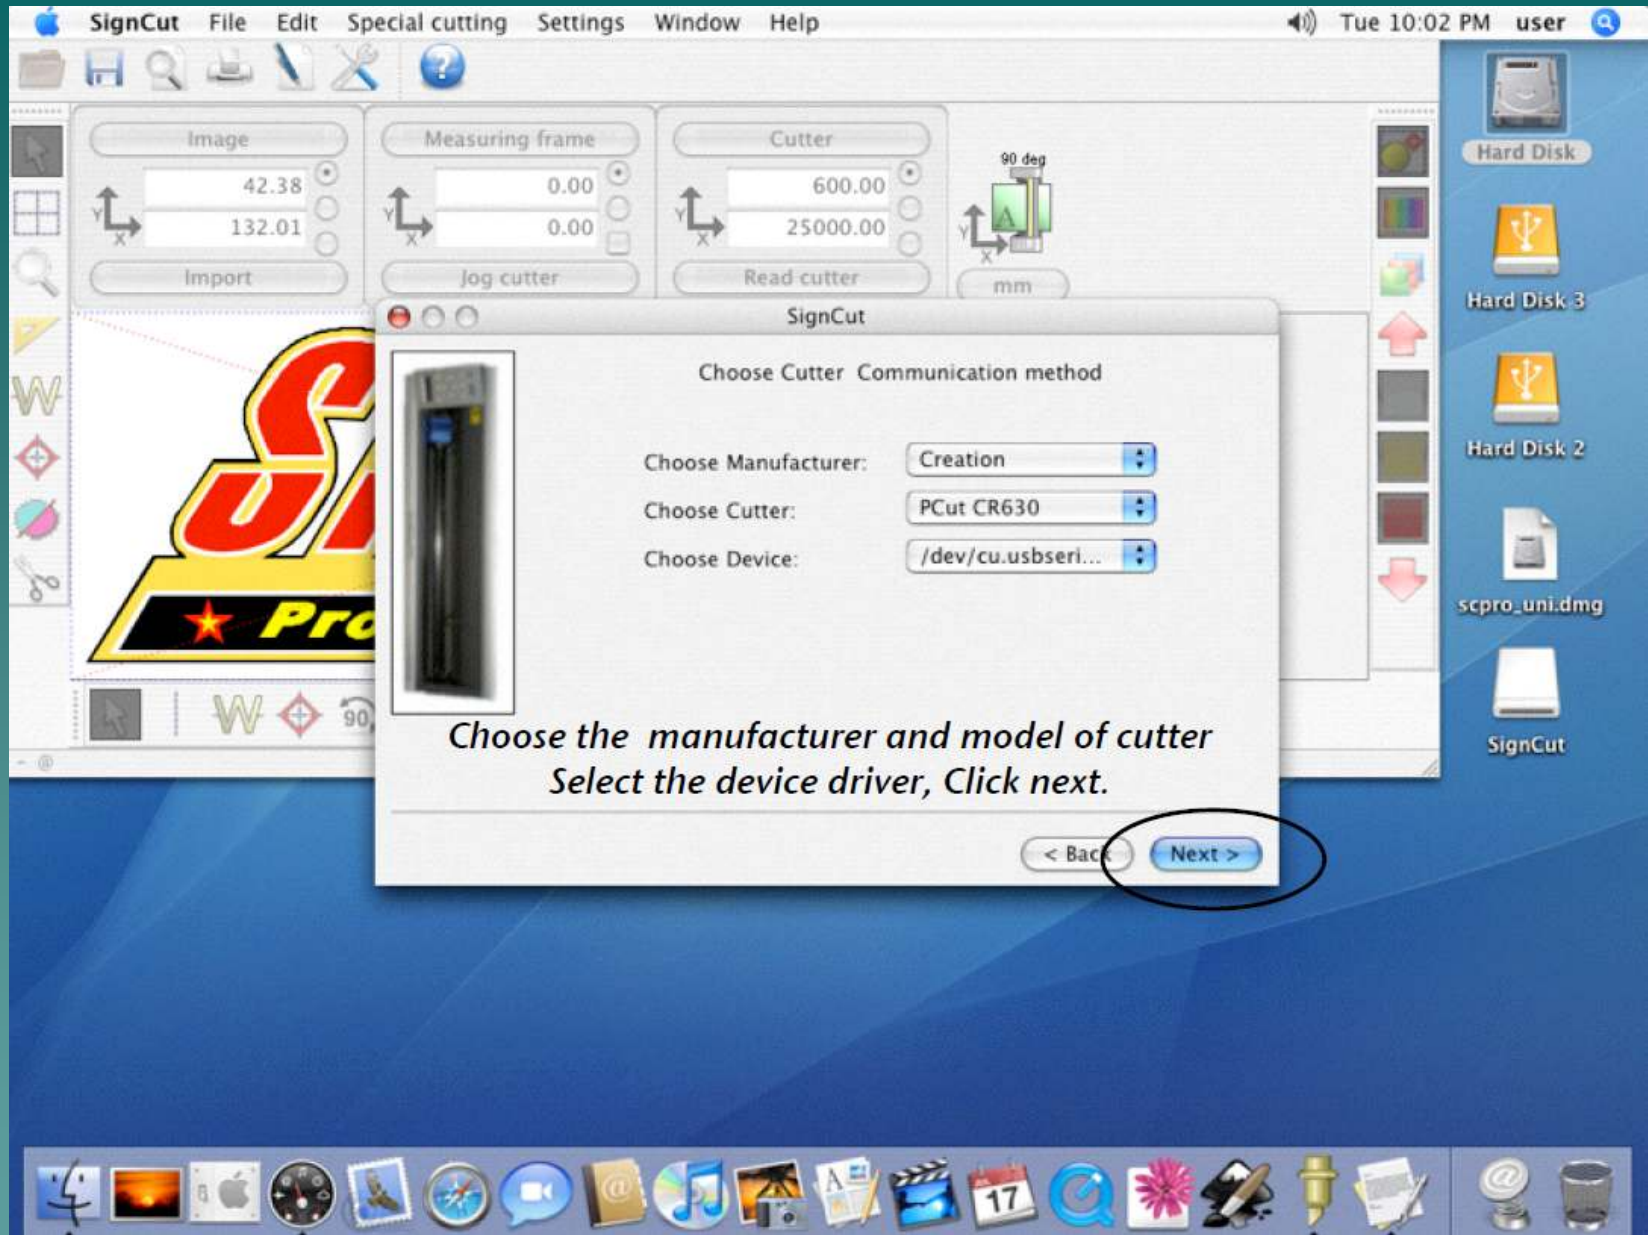 SignCut File Edit Special cutting Settings Window Help Tue 10:02 PM user
Image
42.38
132.01
Import
Measuring frame
0.00
0.00
Jog cutter
Cutter
600.00
25000.00
Read cutter
90 deg
A
Y
X
mm
Hard Disk
Hard Disk 3
Hard Disk 2
scpro_uni.dmg
SignCut
Pro
W
W
90
SignCut
Choose Cutter Communication method
Choose Manufacturer: Creation
Choose Cutter: PCut CR630
Choose Device: /dev/cu.usbseri...
Choose the manufacturer and model of cutter
Select the device driver, Click next.
< Back Next >
17